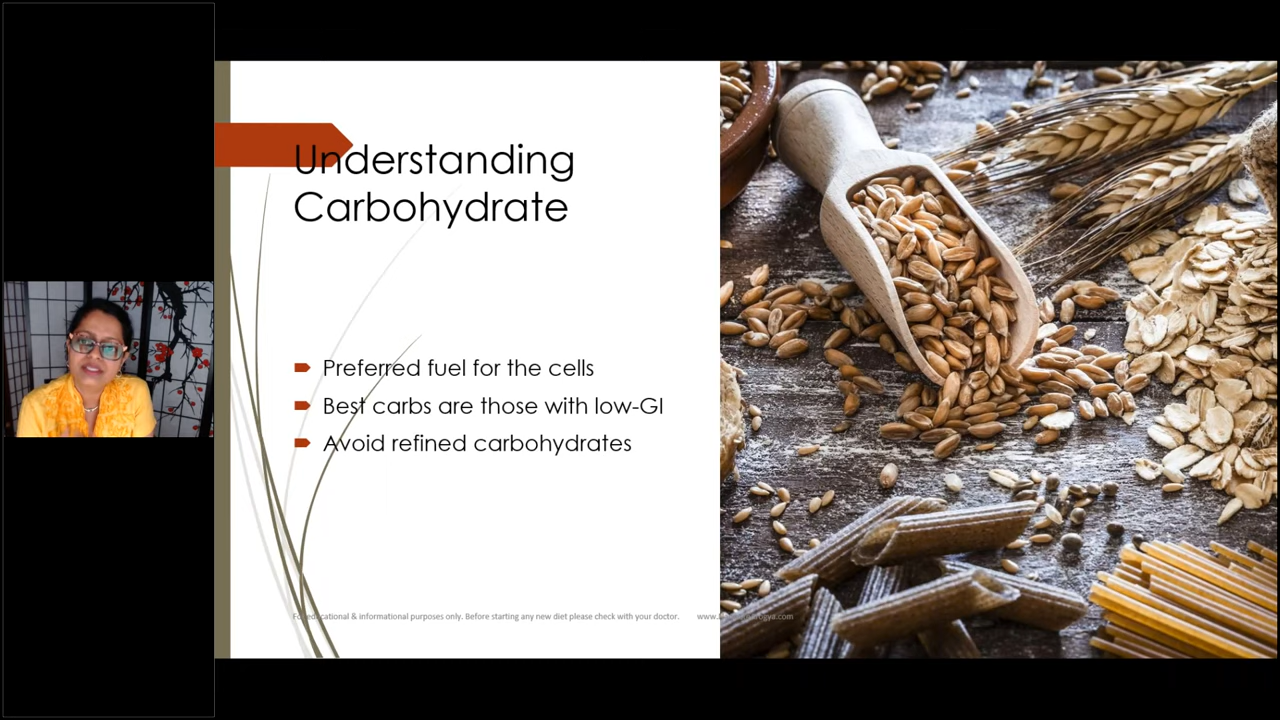 Understanding
Carbohydrate
Preferred fuel for the cells
Best carbs are those with low-GI
Avoid refined carbohydrates
For educational & informational purposes only. Before starting any new diet please check with your doctor.